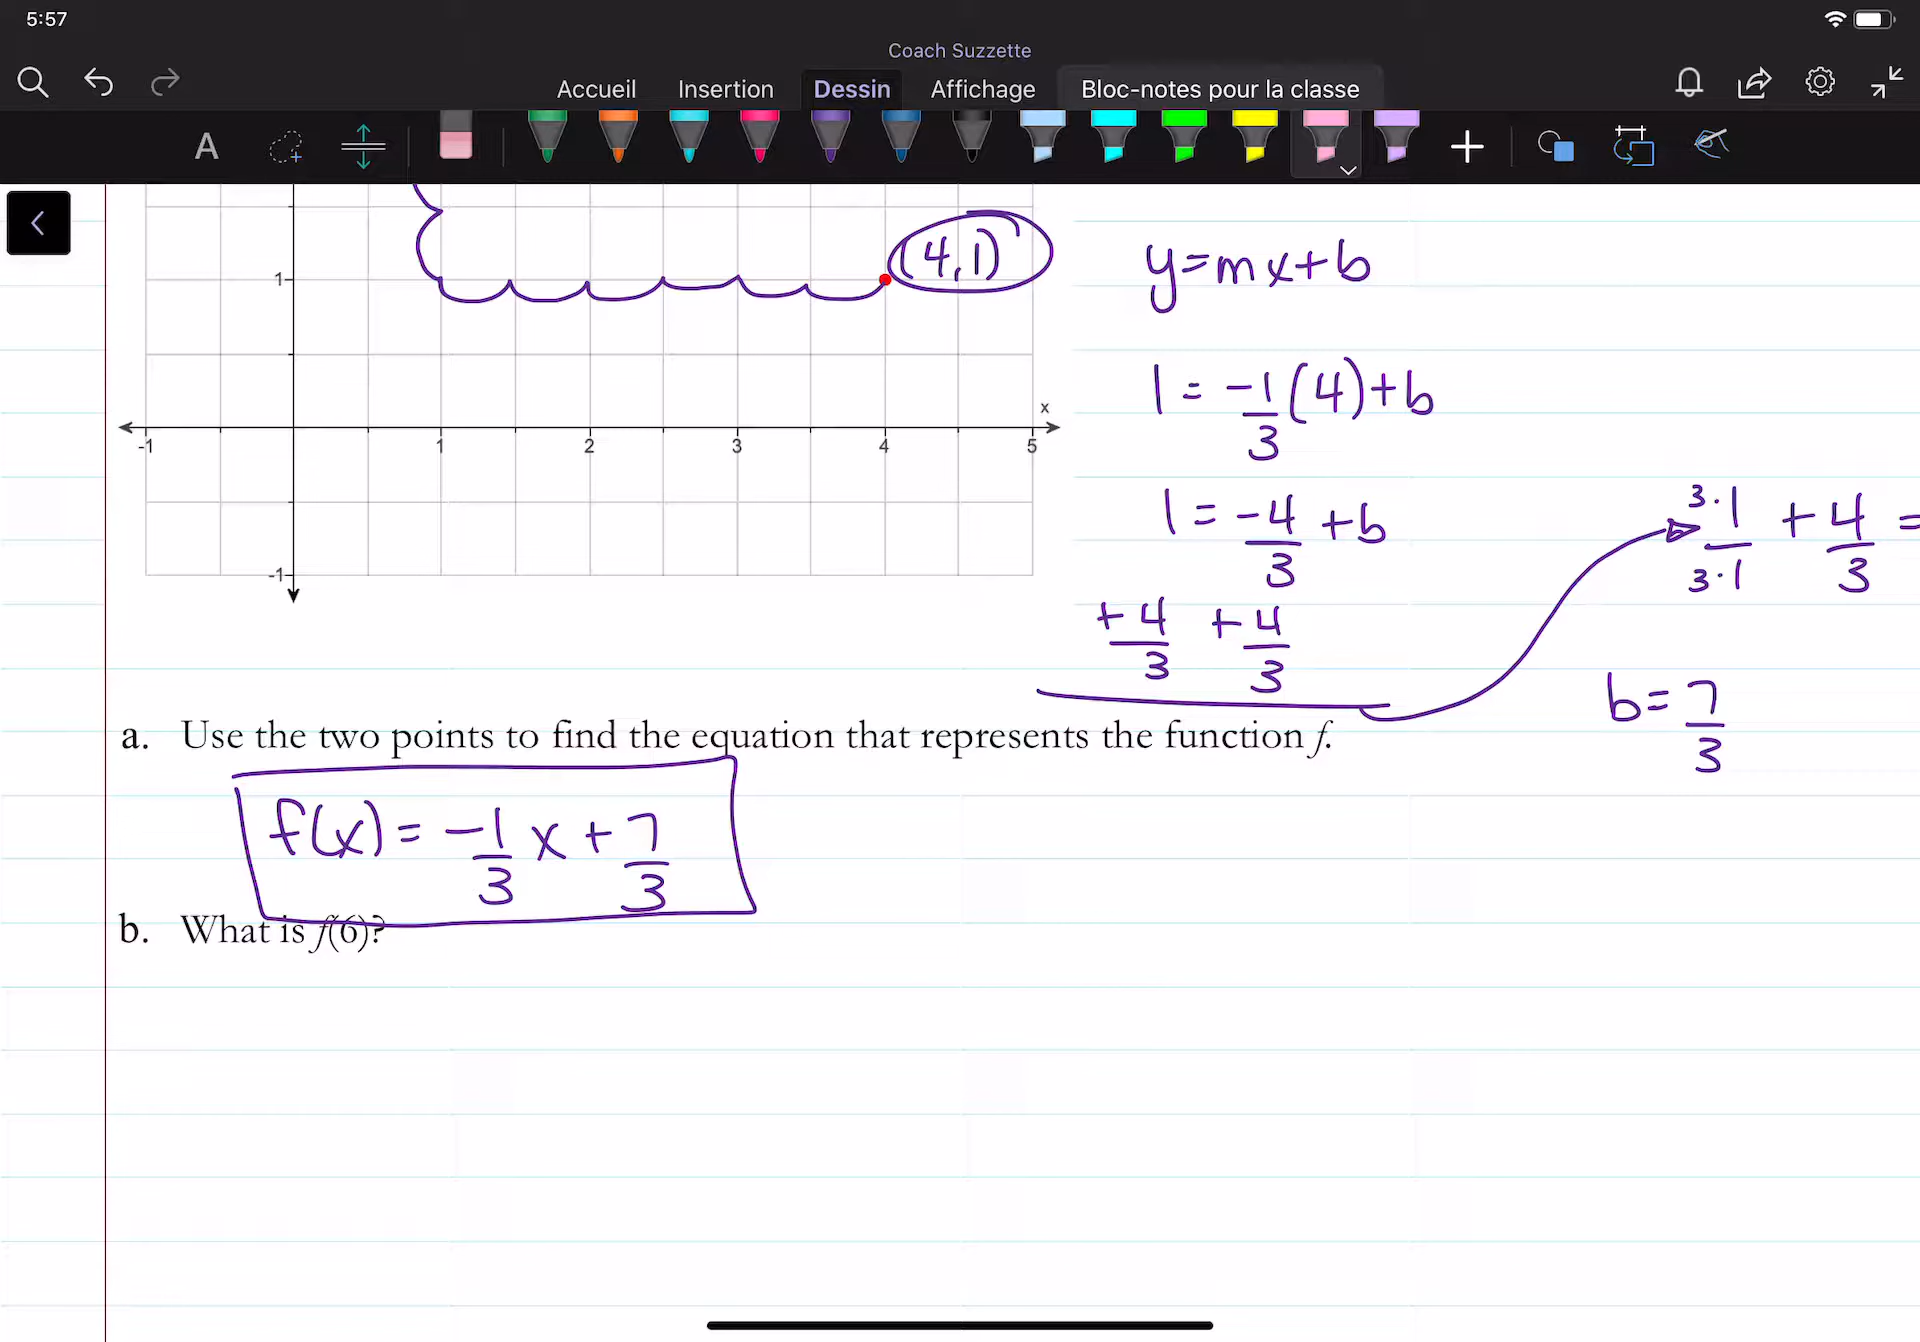 5:57
Coach Suzzette
Accueil Insertion Dessin Affichage Bloc-notes pour la classe
A
(4,1)
1
x
-1 1 2 3 4 5
-1
y=mx+b
1 = -1/3 (4)+b
1 = -4/3 +b
+4/3 +4/3
3·1/3·1 + 4/3 =
b= 7/3
a. Use the two points to find the equation that represents the function f.
f(x) = -1/3 x + 7/3
b. What is f(6)?